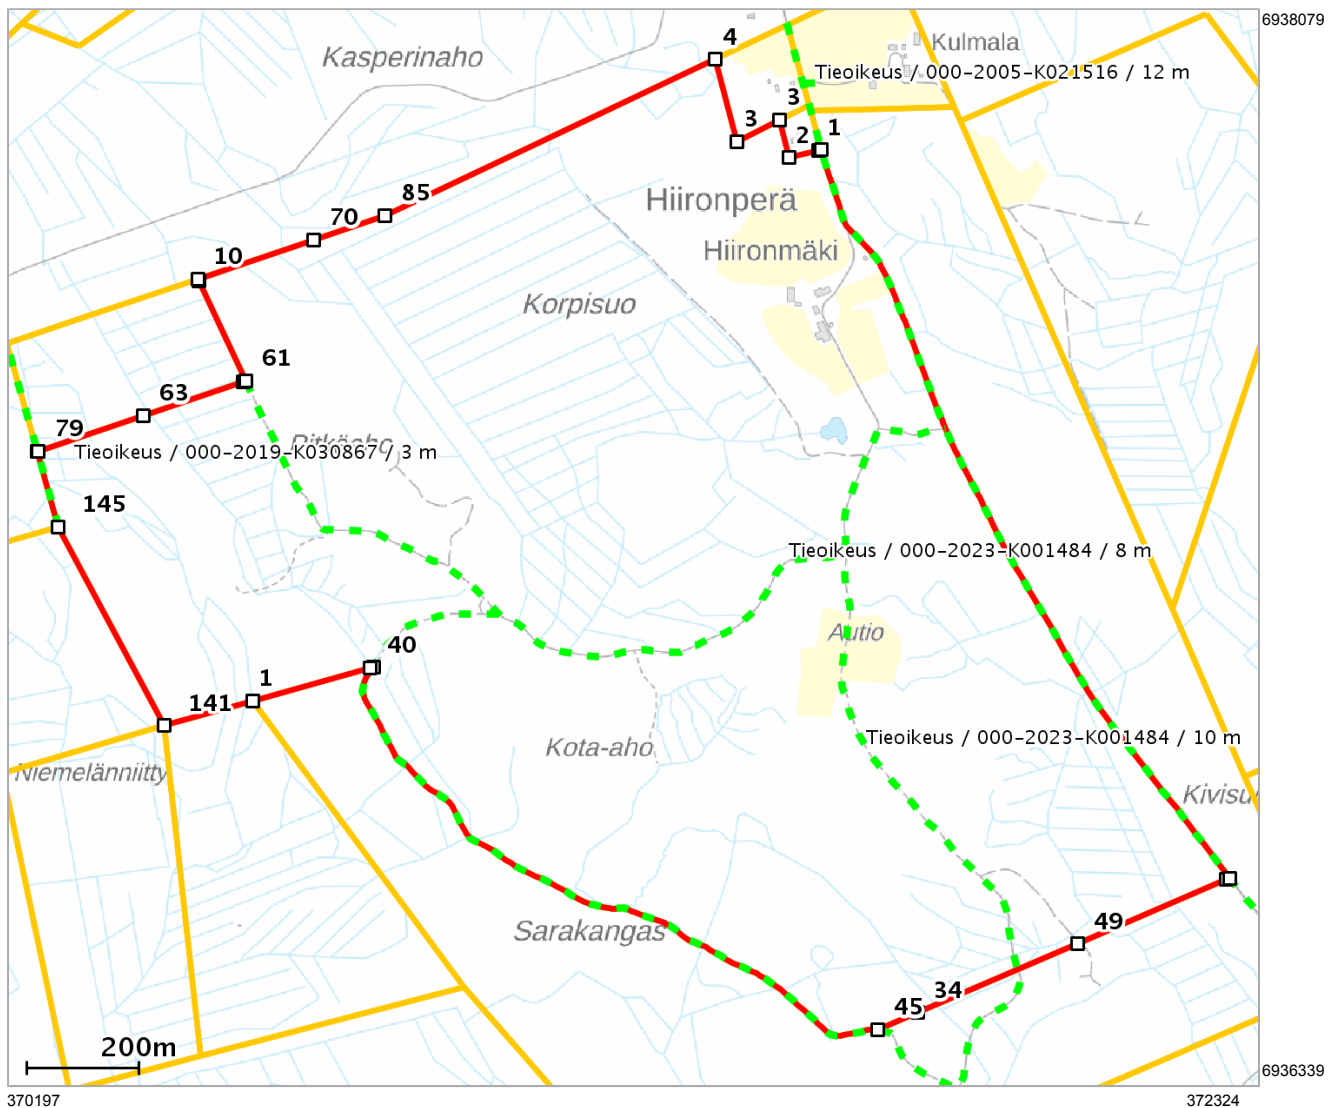 6938079
4
Kulmala
Kasperinaho
Tieoikeus / 000-2005-K021516 / 12 m
3
3
2
1
85
Hiironperä
70
Hiironmäki
10
Korpisuo
61
63
79
Pitkäaho
Tieoikeus / 000-2019-K030867 / 3 m
145
Tieoikeus / 000-2023-K001484 / 8 m
Autio
40
1
141
Tieoikeus / 000-2023-K001484 / 10 m
Kota-aho
Niemelänniitty
Kivisu
49
Sarakangas
34
45
200m
6936339
370197
372324